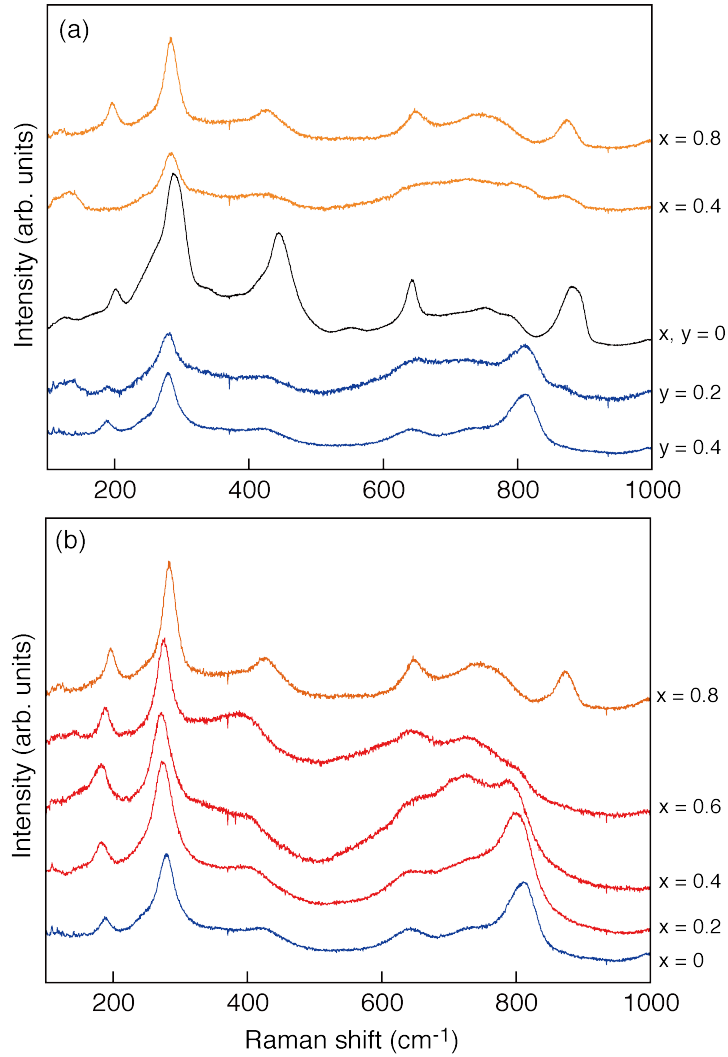 (a)
Intensity (arb. units)
x = 0.8
x = 0.4
x, y = 0
y = 0.2
y = 0.4
200 400 600 800 1000
(b)
Intensity (arb. units)
x = 0.8
x = 0.6
x = 0.4
x = 0.2
x = 0
200 400 600 800 1000
Raman shift (cm⁻¹)